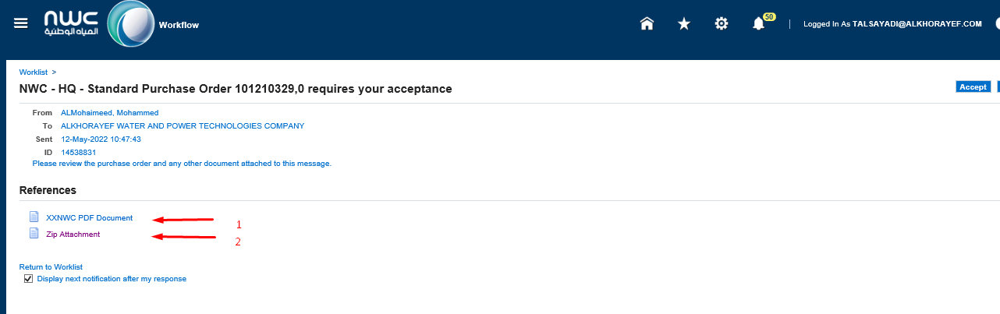 nwc
المياه الوطنية
Workflow
50
Logged In As TALSAYADI@ALKHORAYEF.COM
Worklist >
NWC - HQ - Standard Purchase Order 101210329,0 requires your acceptance
Accept
From ALMohaimeed, Mohammed
To ALKHORAYEF WATER AND POWER TECHNOLOGIES COMPANY
Sent 12-May-2022 10:47:43
ID 14538831
Please review the purchase order and any other document attached to this message.
References
XXNWC PDF Document
1
Zip Attachment
2
Return to Worklist
Display next notification after my response